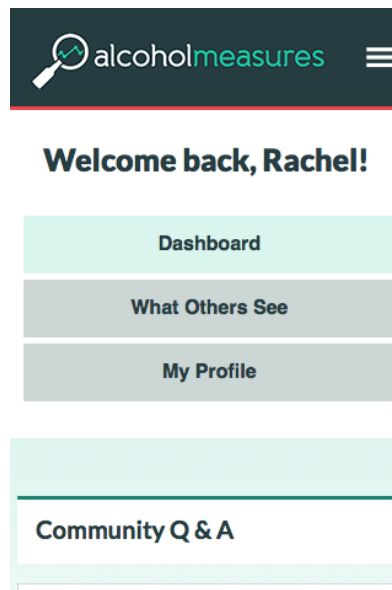 alcoholmeasures
Welcome back, Rachel!
Dashboard
What Others See
My Profile
Community Q & A